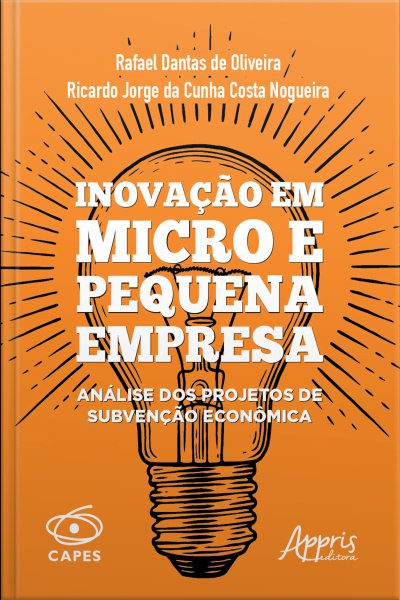 Rafael Dantas de Oliveira
Ricardo Jorge da Cunha Costa Nogueira
INOVAÇÃO EM
MICRO E
PEQUENA
EMPRESA
ANÁLISE DOS PROJETOS DE
SUBVENÇÃO ECONÔMICA
CAPES
Appris
editora